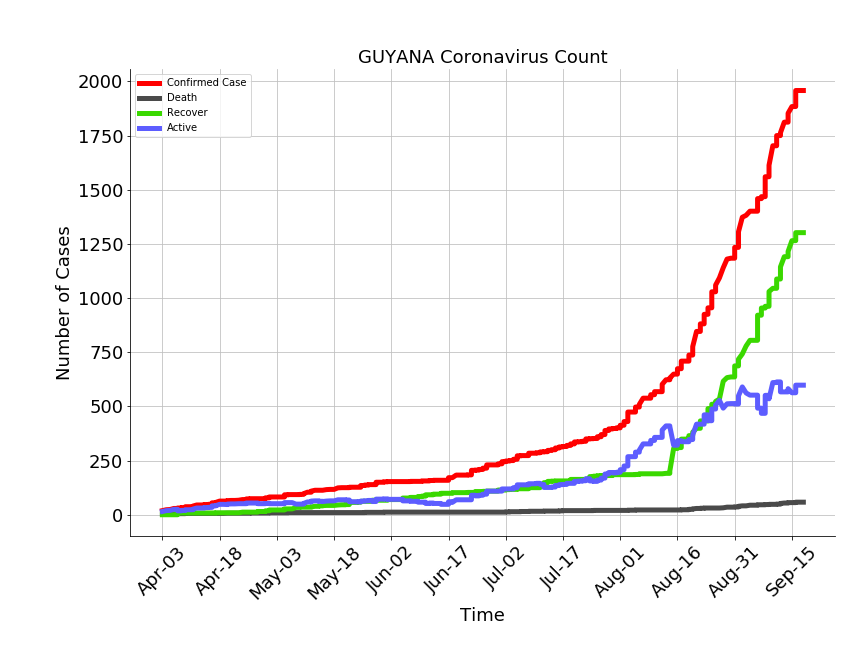 GUYANA Coronavirus Count
Confirmed Case
Death
Recover
Active
2000
1750
1500
1250
1000
750
500
250
0
Number of Cases
Apr-03
Apr-18
May-03
May-18
Jun-02
Jun-17
Jul-02
Jul-17
Aug-01
Aug-16
Aug-31
Sep-15
Time